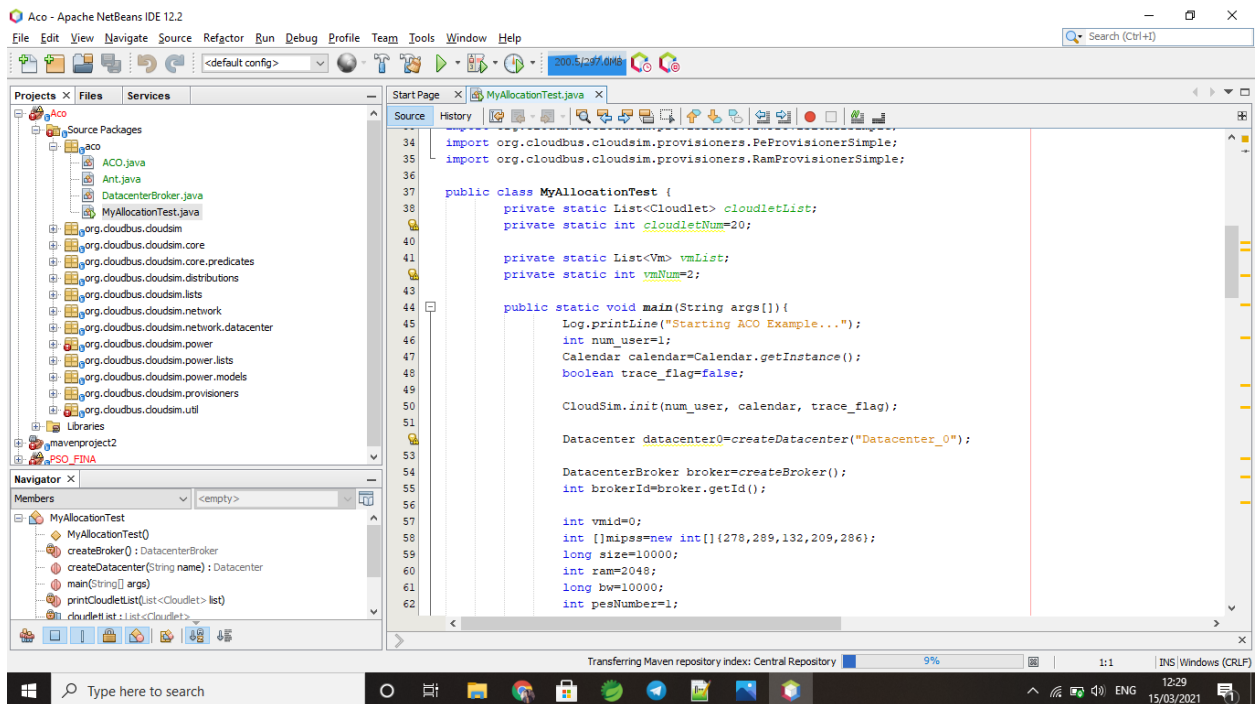 Aco - Apache NetBeans IDE 12.2
File Edit View Navigate Source Refactor Run Debug Profile Team Tools Window Help
Search (Ctrl+I)
<default config>
200.5/297.0MB
Projects Files Services
Aco
Source Packages
aco
ACO.java
Ant.java
DatacenterBroker.java
MyAllocationTest.java
org.cloudbus.cloudsim
org.cloudbus.cloudsim.core
org.cloudbus.cloudsim.core.predicates
org.cloudbus.cloudsim.distributions
org.cloudbus.cloudsim.lists
org.cloudbus.cloudsim.network
org.cloudbus.cloudsim.network.datacenter
org.cloudbus.cloudsim.power
org.cloudbus.cloudsim.power.lists
org.cloudbus.cloudsim.power.models
org.cloudbus.cloudsim.provisioners
org.cloudbus.cloudsim.util
Libraries
mavenproject2
PSO_FINA
Navigator
Members <empty>
MyAllocationTest
MyAllocationTest()
createBroker() : DatacenterBroker
createDatacenter(String name) : Datacenter
main(String[] args)
printCloudletList(List<Cloudlet> list)
cloudletList : List<Cloudlet>
Start Page MyAllocationTest.java
Source History
34 import org.cloudbus.cloudsim.provisioners.PeProvisionerSimple;
35 import org.cloudbus.cloudsim.provisioners.RamProvisionerSimple;
36
37 public class MyAllocationTest {
38 private static List<Cloudlet> cloudletList;
private static int cloudletNum=20;
40
41 private static List<Vm> vmList;
private static int vmNum=2;
43
44 public static void main(String args[]){
45 Log.printLine("Starting ACO Example...");
46 int num_user=1;
47 Calendar calendar=Calendar.getInstance();
48 boolean trace_flag=false;
49
50 CloudSim.init(num_user, calendar, trace_flag);
51
Datacenter datacenter0=createDatacenter("Datacenter_0");
53
54 DatacenterBroker broker=createBroker();
55 int brokerId=broker.getId();
56
57 int vmid=0;
58 int []mipss=new int[]{278,289,132,209,286};
59 long size=10000;
60 int ram=2048;
61 long bw=10000;
62 int pesNumber=1;
Transferring Maven repository index: Central Repository 9% 1:1 INS Windows (CRLF)
Type here to search
ENG
12:29
15/03/2021